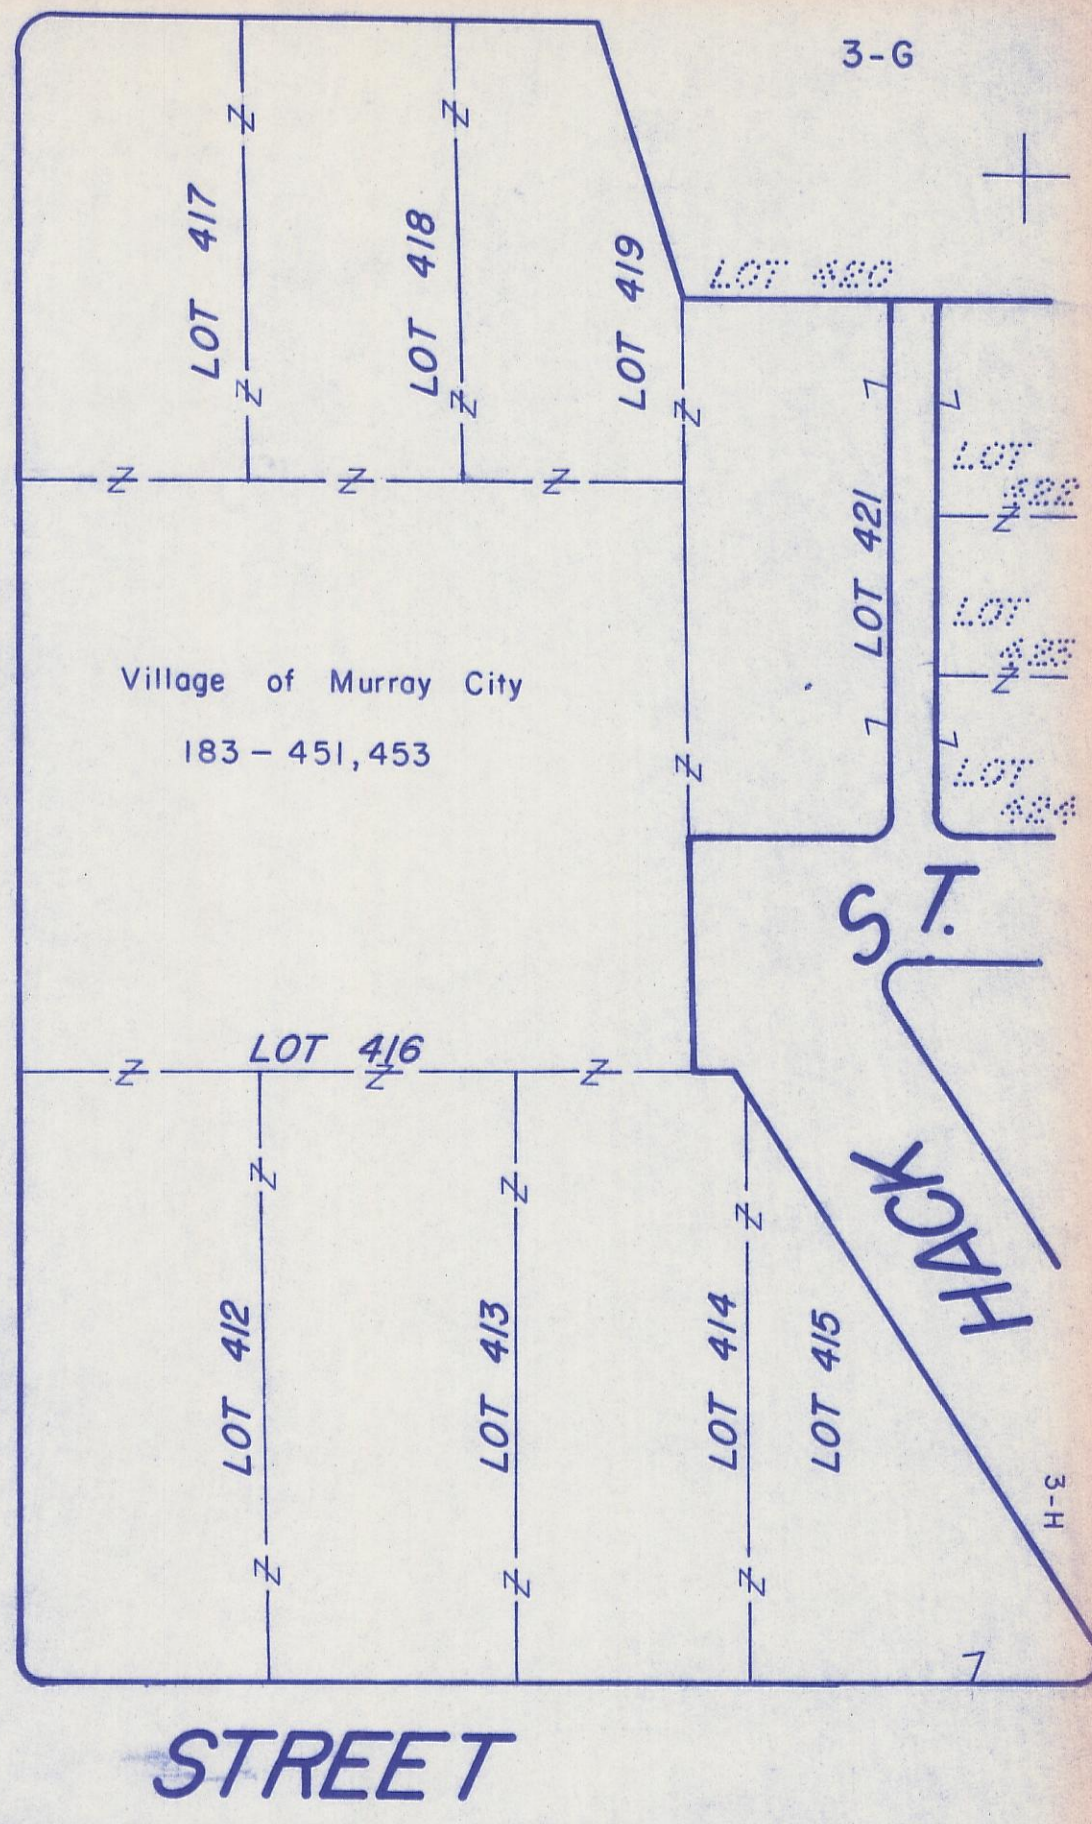 3-G
LOT 417
LOT 418
LOT 419
LOT 420
LOT 421
LOT
422
LOT
423
LOT
424
Village of Murray City
183 - 451, 453
ST.
HACK
LOT 416
LOT 412
LOT 413
LOT 414
LOT 415
3-H
STREET